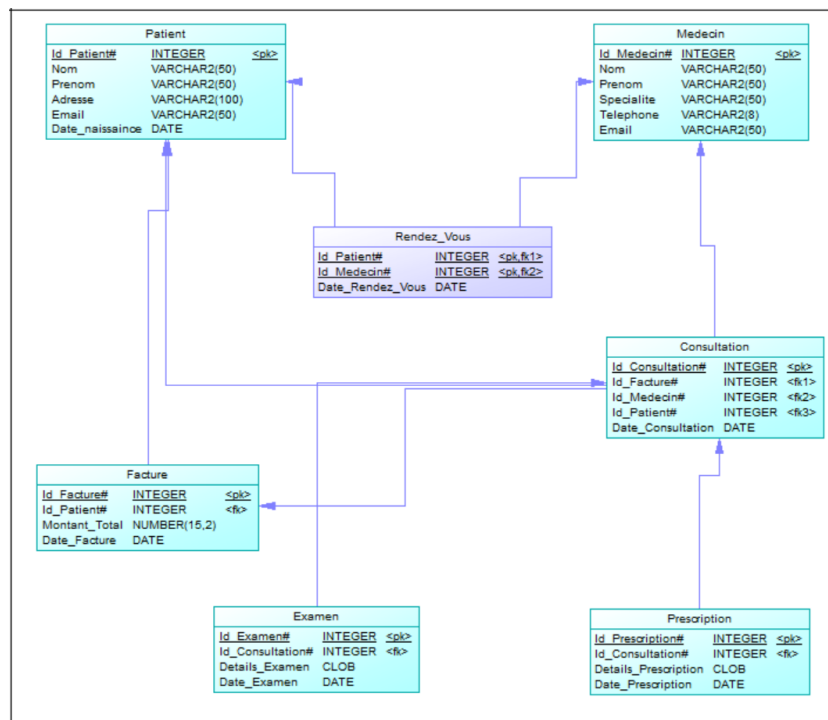 Patient
Id_Patient# INTEGER <pk>
Nom VARCHAR2(50)
Prenom VARCHAR2(50)
Adresse VARCHAR2(100)
Email VARCHAR2(50)
Date_naissaince DATE
Medecin
Id_Medecin# INTEGER <pk>
Nom VARCHAR2(50)
Prenom VARCHAR2(50)
Specialite VARCHAR2(50)
Telephone VARCHAR2(8)
Email VARCHAR2(50)
Rendez_Vous
Id_Patient# INTEGER <pk,fk1>
Id_Medecin# INTEGER <pk,fk2>
Date_Rendez_Vous DATE
Consultation
Id_Consultation# INTEGER <pk>
Id_Facture# INTEGER <fk1>
Id_Medecin# INTEGER <fk2>
Id_Patient# INTEGER <fk3>
Date_Consultation DATE
Facture
Id_Facture# INTEGER <pk>
Id_Patient# INTEGER <fk>
Montant_Total NUMBER(15,2)
Date_Facture DATE
Examen
Id_Examen# INTEGER <pk>
Id_Consultation# INTEGER <fk>
Details_Examen CLOB
Date_Examen DATE
Prescription
Id_Prescription# INTEGER <pk>
Id_Consultation# INTEGER <fk>
Details_Prescription CLOB
Date_Prescription DATE